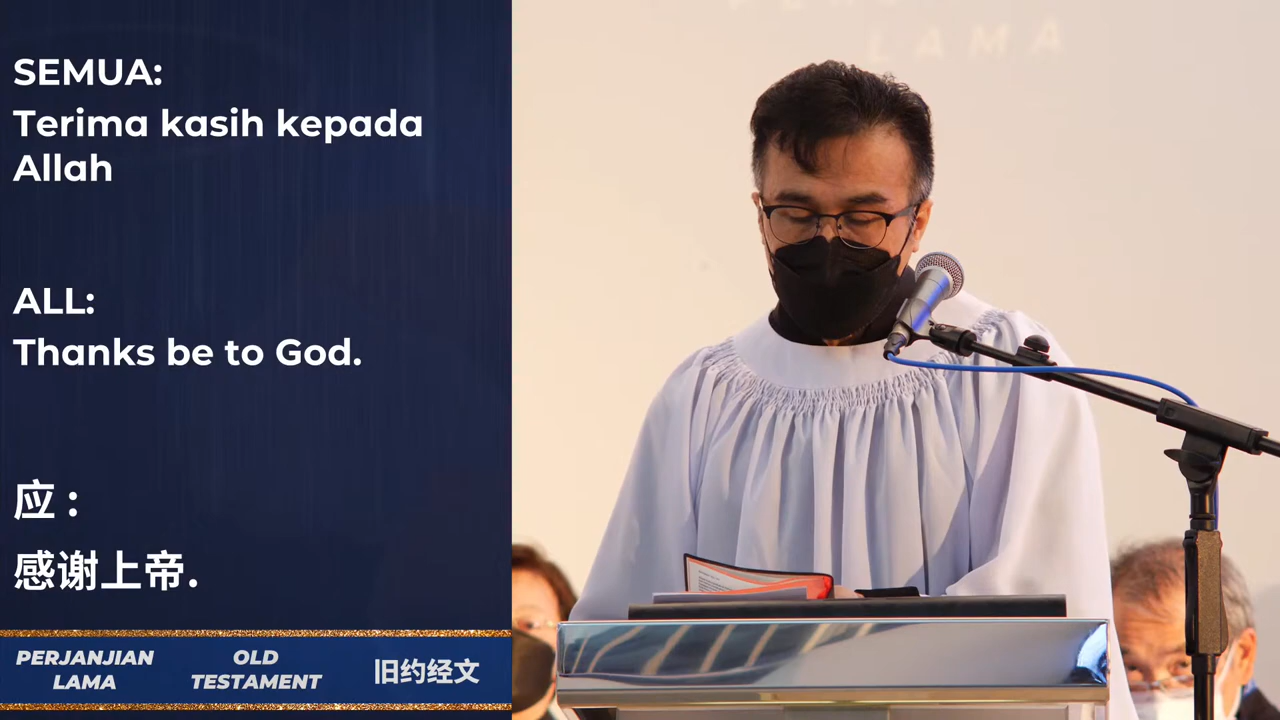 SEMUA:
Terima kasih kepada
Allah
ALL:
Thanks be to God.
应 :
感谢上帝.
PERJANJIAN
LAMA
OLD
TESTAMENT
旧约经文
LAMA